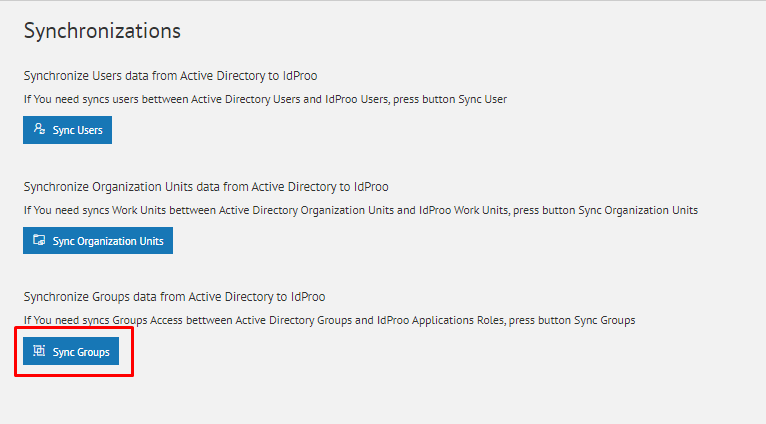 Synchronizations
Synchronize Users data from Active Directory to IdProo
If You need syncs users bettween Active Directory Users and IdProo Users, press button Sync User
Sync Users
Synchronize Organization Units data from Active Directory to IdProo
If You need syncs Work Units bettween Active Directory Organization Units and IdProo Work Units, press button Sync Organization Units
Sync Organization Units
Synchronize Groups data from Active Directory to IdProo
If You need syncs Groups Access bettween Active Directory Groups and IdProo Applications Roles, press button Sync Groups
Sync Groups